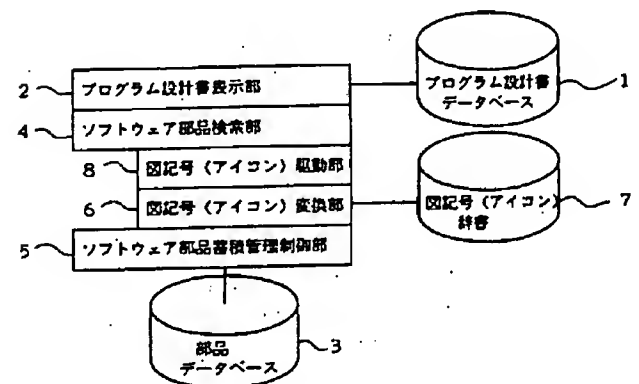 2 プログラム設計書表示部
プログラム設計書
データベース 1
4 ソフトウェア部品検索部
8 図記号（アイコン）駆動部
6 図記号（アイコン）変換部
図記号（アイコン）
辞書 7
5 ソフトウェア部品蓄積管理制御部
部品
データベース 3